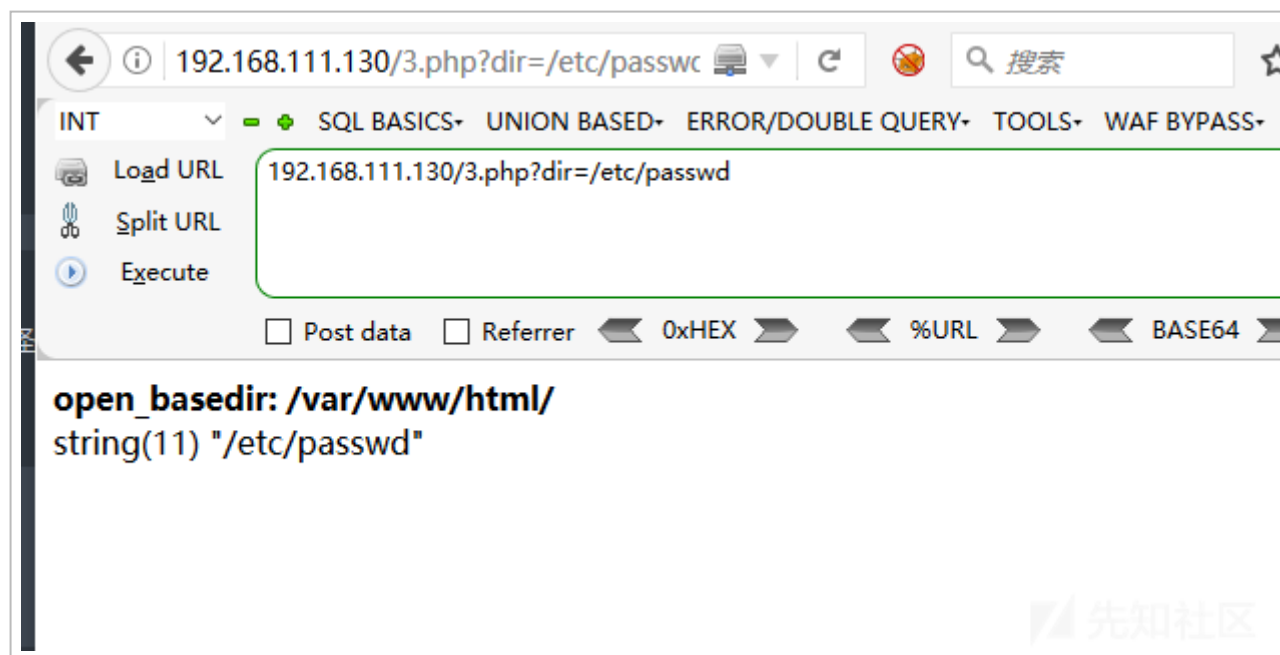 192.168.111.130/3.php?dir=/etc/passwd
搜索
INT SQL BASICS UNION BASED ERROR/DOUBLE QUERY TOOLS WAF BYPASS
Load URL
192.168.111.130/3.php?dir=/etc/passwd
Split URL
Execute
Post data Referrer 0xHEX %URL BASE64
open_basedir: /var/www/html/
string(11) "/etc/passwd"
先知社区